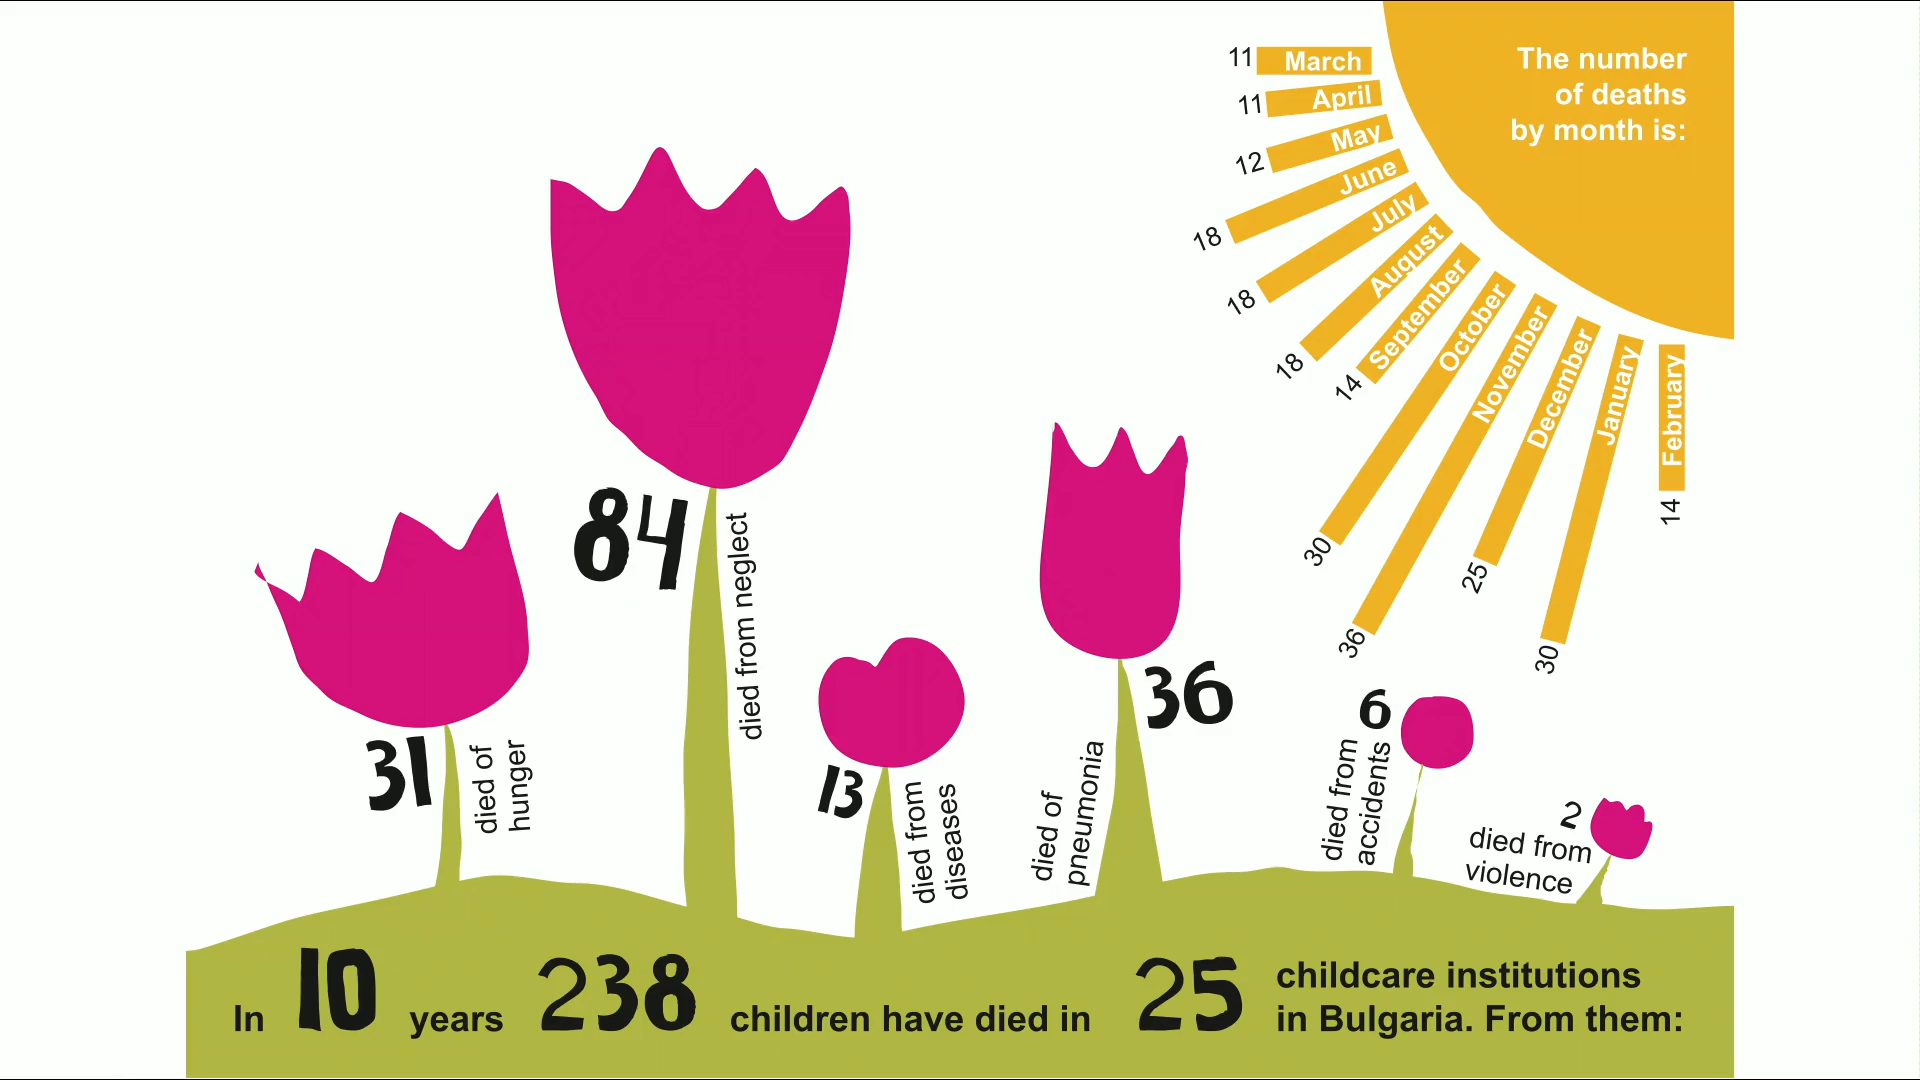 The number
of deaths
by month is:
11 March
11 April
12 May
18 June
18 July
18 August
14 September
30 October
36 November
25 December
30 January
14 February
84
died from neglect
31
died of
hunger
13
died from
diseases
36
died of
pneumonia
6
died from
accidents
2
died from
violence
In 10 years 238 children have died in 25 childcare institutions
in Bulgaria. From them: